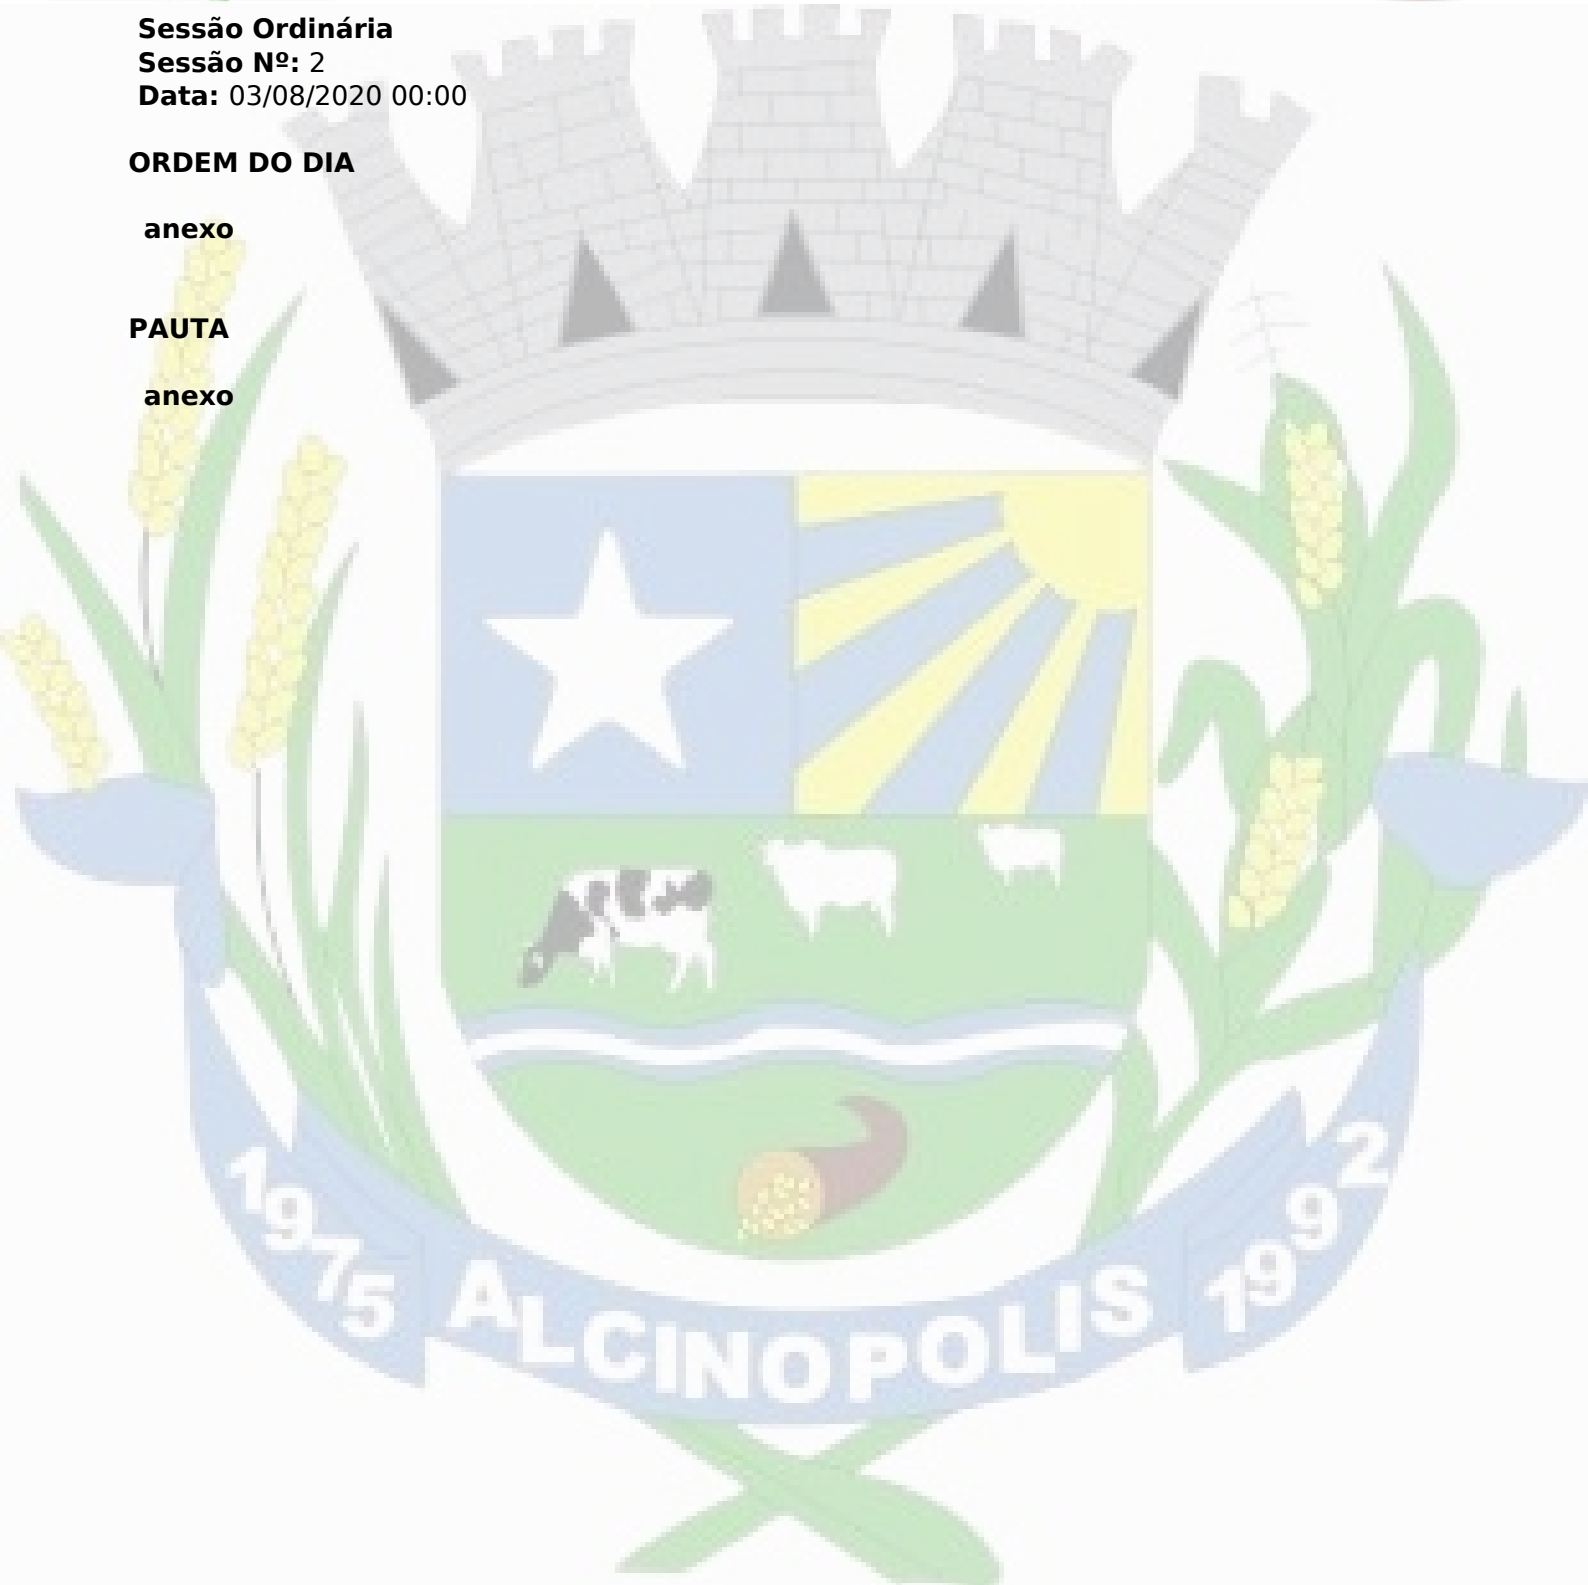 Sessão Ordinária
Sessão Nº: 2
Data: 03/08/2020 00:00
ORDEM DO DIA
anexo
PAUTA
anexo
1975 ALCINOPOLIS 1992